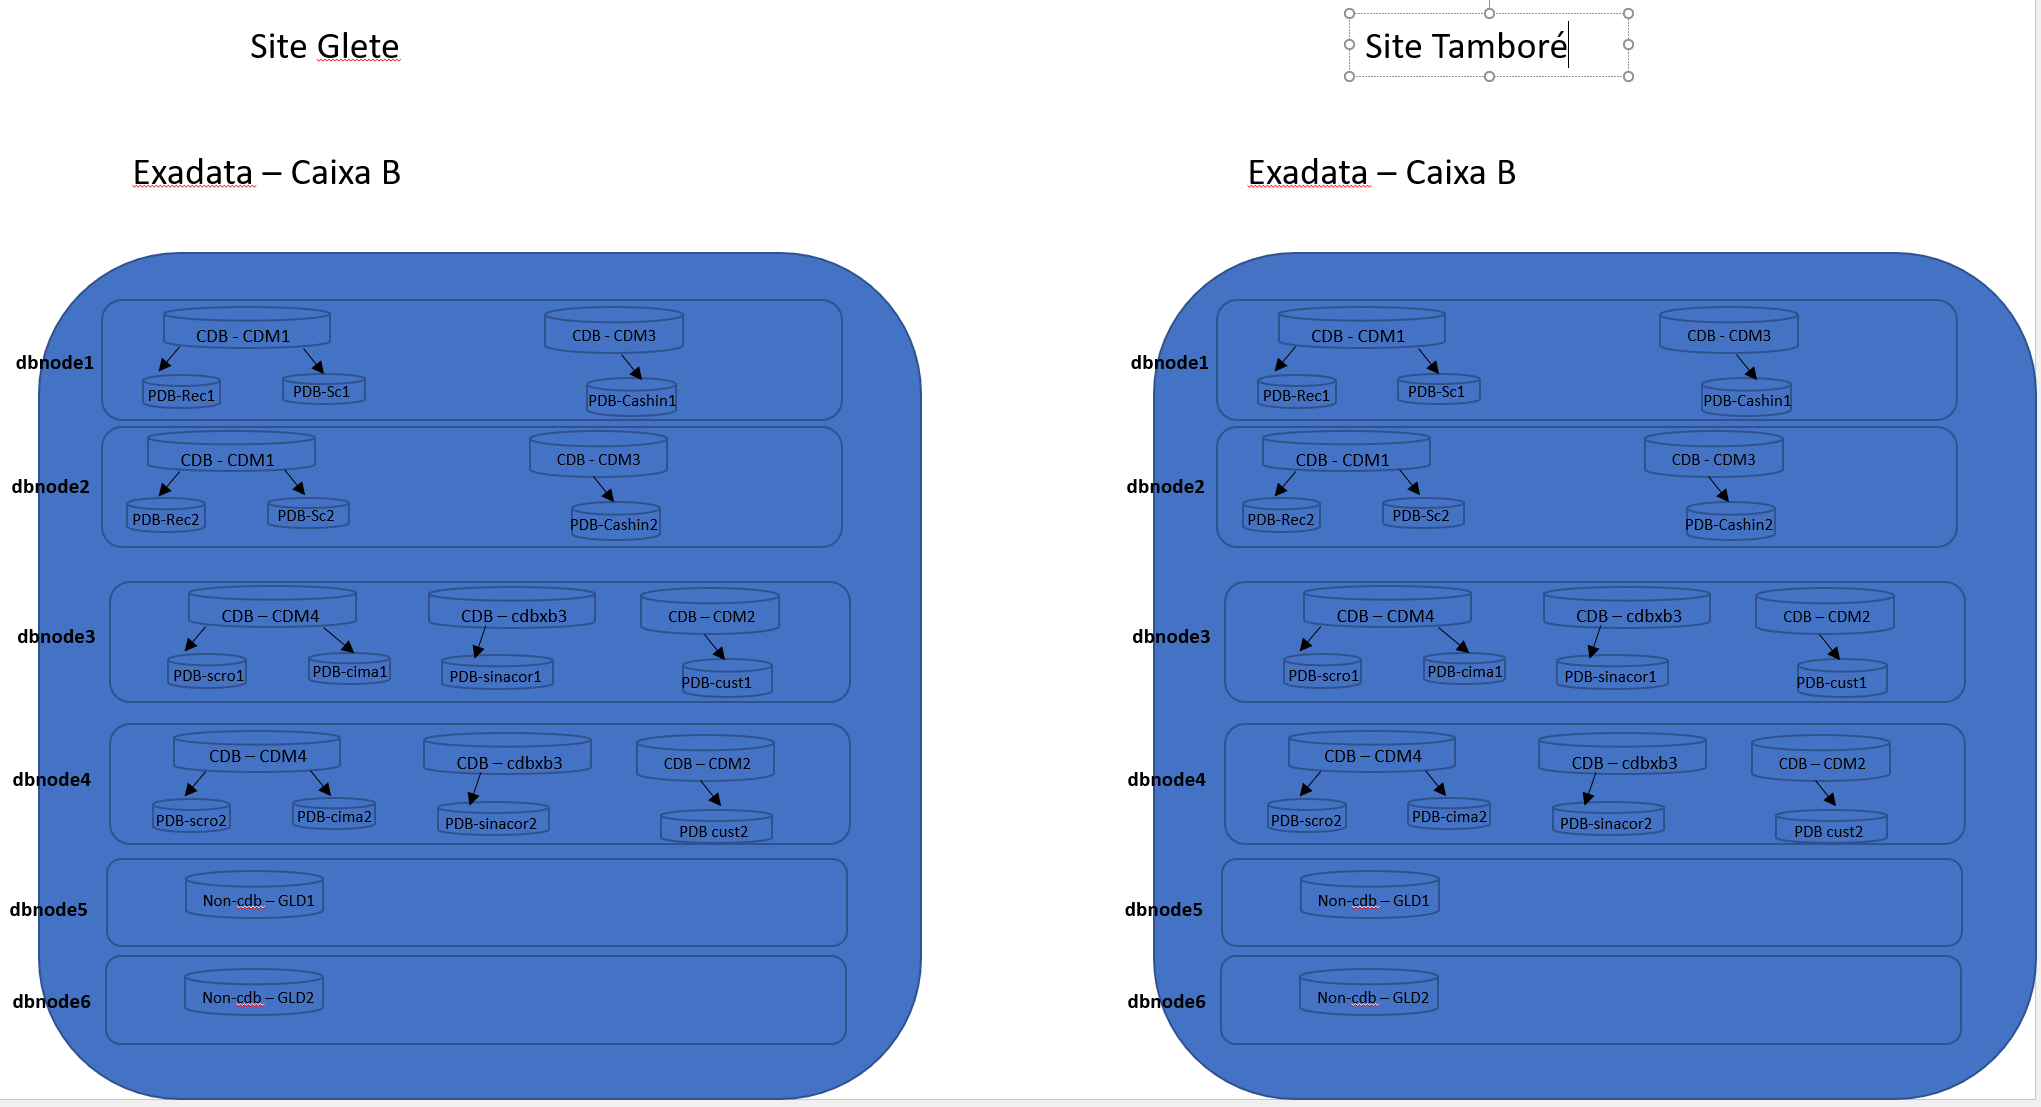 Site Glete
Site Tamboré
Exadata – Caixa B
Exadata – Caixa B
dbnode1
CDB - CDM1
CDB - CDM3
PDB-Rec1
PDB-Sc1
PDB-Cashin1
dbnode2
CDB - CDM1
CDB - CDM3
PDB-Rec2
PDB-Sc2
PDB-Cashin2
dbnode3
CDB – CDM4
CDB – cdbxb3
CDB – CDM2
PDB-scro1
PDB-cima1
PDB-sinacor1
PDB-cust1
dbnode4
CDB – CDM4
CDB – cdbxb3
CDB – CDM2
PDB-scro2
PDB-cima2
PDB-sinacor2
PDB cust2
dbnode5
Non-cdb – GLD1
dbnode6
Non-cdb – GLD2
dbnode1
CDB - CDM1
CDB - CDM3
PDB-Rec1
PDB-Sc1
PDB-Cashin1
dbnode2
CDB - CDM1
CDB - CDM3
PDB-Rec2
PDB-Sc2
PDB-Cashin2
dbnode3
CDB – CDM4
CDB – cdbxb3
CDB – CDM2
PDB-scro1
PDB-cima1
PDB-sinacor1
PDB-cust1
dbnode4
CDB – CDM4
CDB – cdbxb3
CDB – CDM2
PDB-scro2
PDB-cima2
PDB-sinacor2
PDB cust2
dbnode5
Non-cdb – GLD1
dbnode6
Non-cdb – GLD2